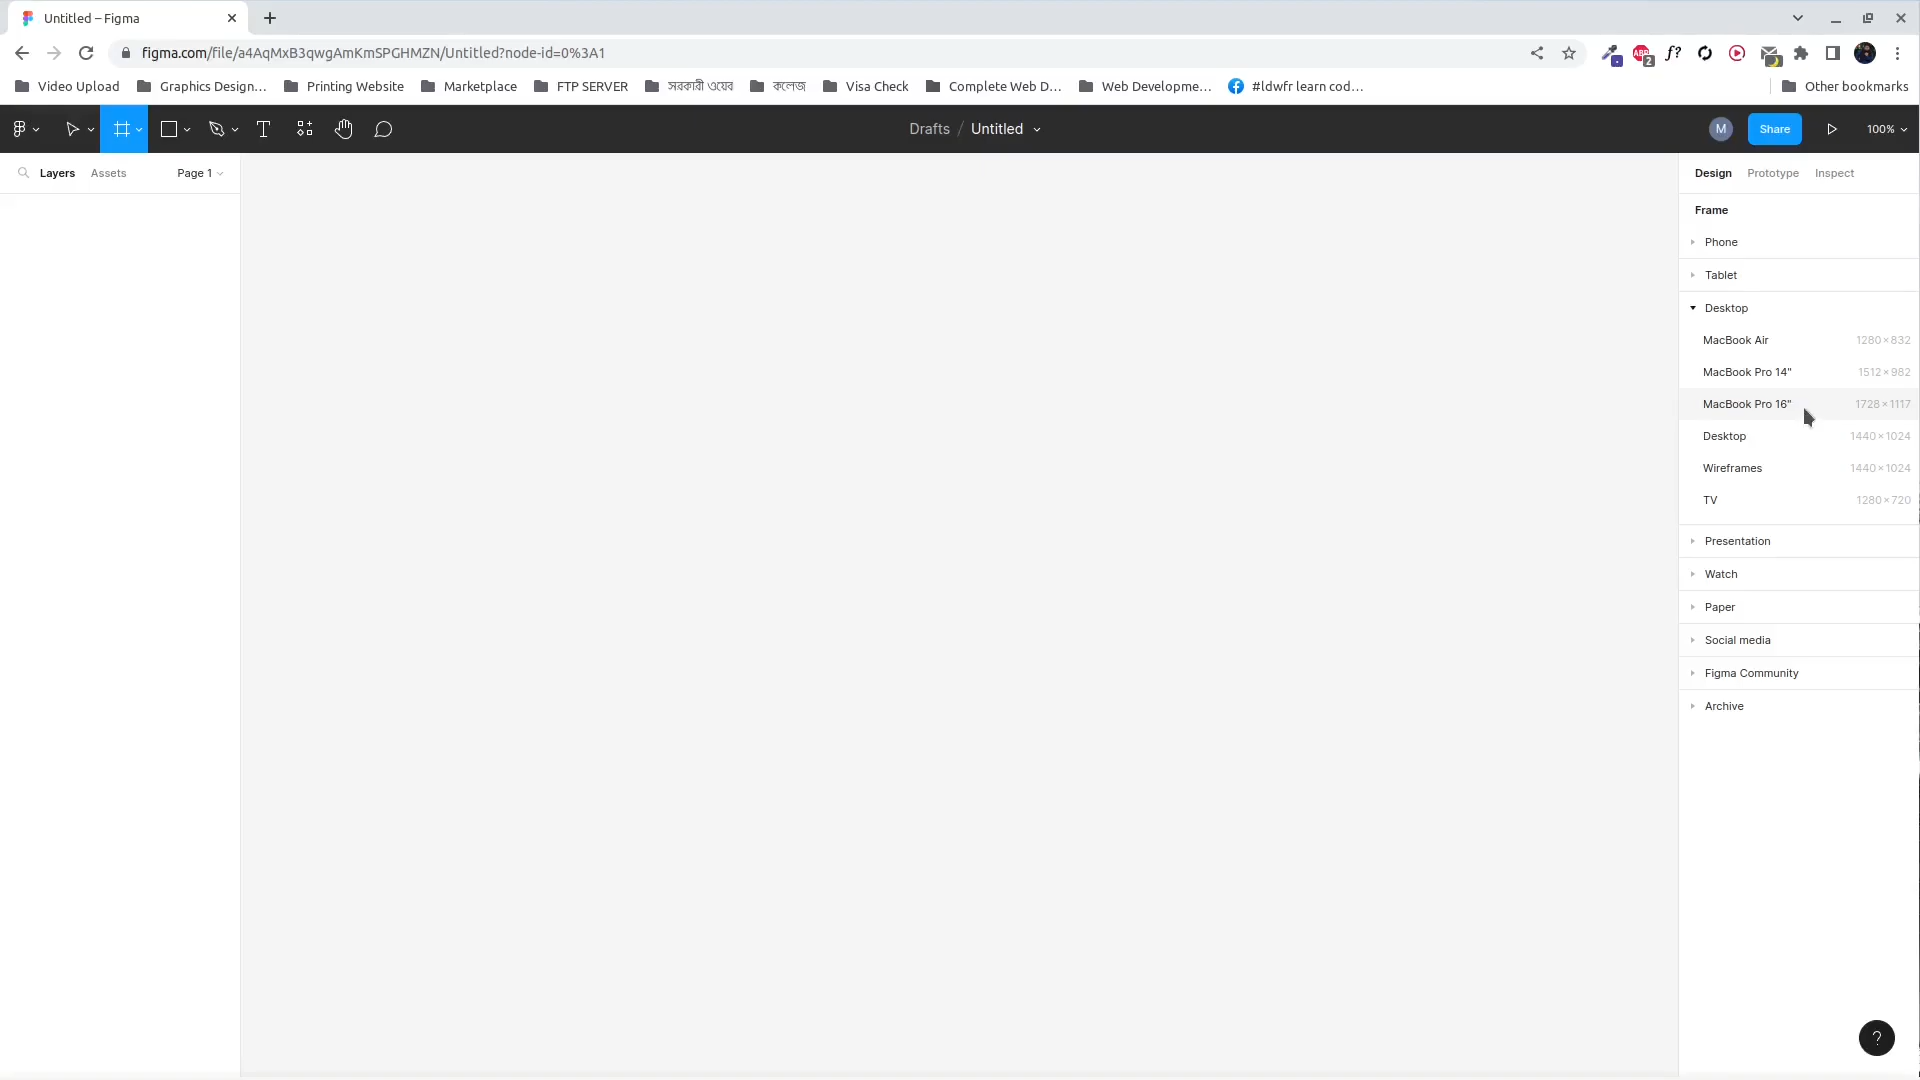 Untitled – Figma
figma.com/file/a4AqMxB3qwgAmKmSPGHMZN/Untitled?node-id=0%3A1
ABP 2 f?
Video Upload Graphics Design... Printing Website Marketplace FTP SERVER সরকারী ওয়েব কলেজ Visa Check Complete Web D... Web Developme... #ldwfr learn cod... Other bookmarks
T Drafts / Untitled M Share 100%
Layers Assets Page 1 Design Prototype Inspect
Frame
Phone
Tablet
Desktop
MacBook Air 1280×832
MacBook Pro 14" 1512×982
MacBook Pro 16" 1728×1117
Desktop 1440×1024
Wireframes 1440×1024
TV 1280×720
Presentation
Watch
Paper
Social media
Figma Community
Archive
?